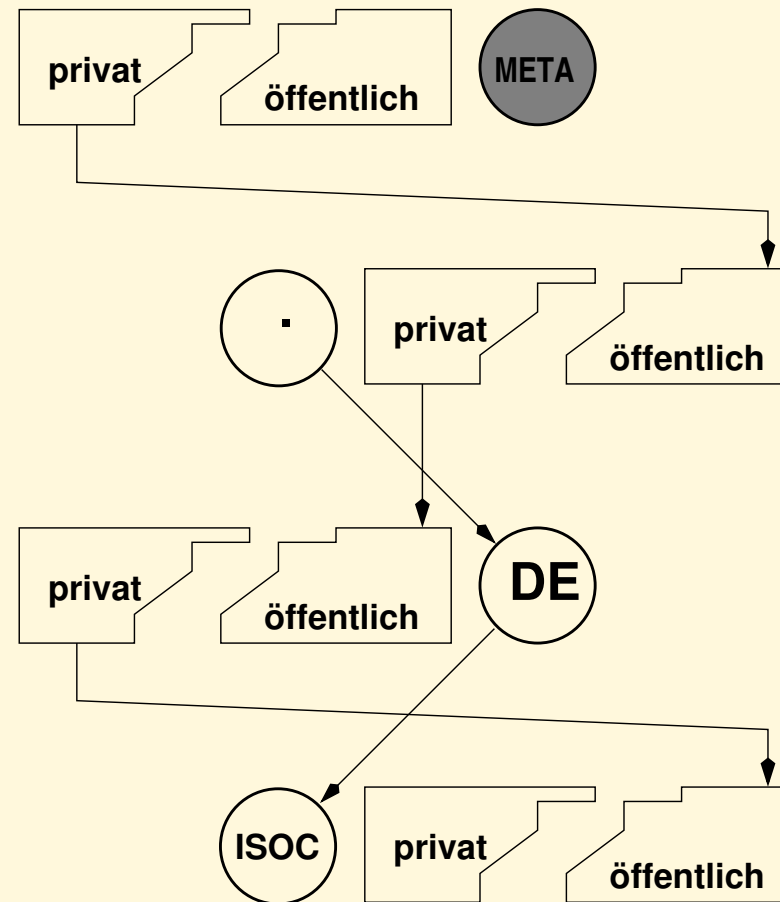 privat
öffentlich
META
.
privat
öffentlich
privat
öffentlich
DE
ISOC
privat
öffentlich